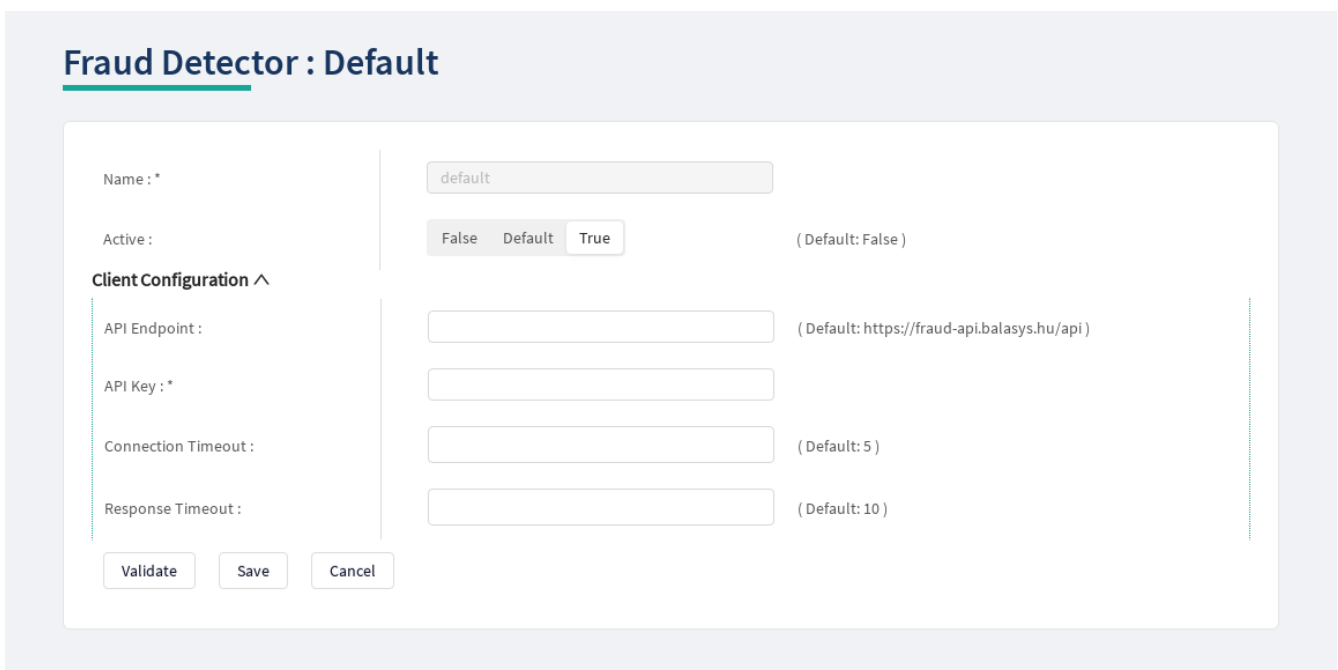 Fraud Detector : Default
Name : * default
Active : False Default True ( Default: False )
Client Configuration
API Endpoint : ( Default: https://fraud-api.balasys.hu/api )
API Key : *
Connection Timeout : ( Default: 5 )
Response Timeout : ( Default: 10 )
Validate Save Cancel